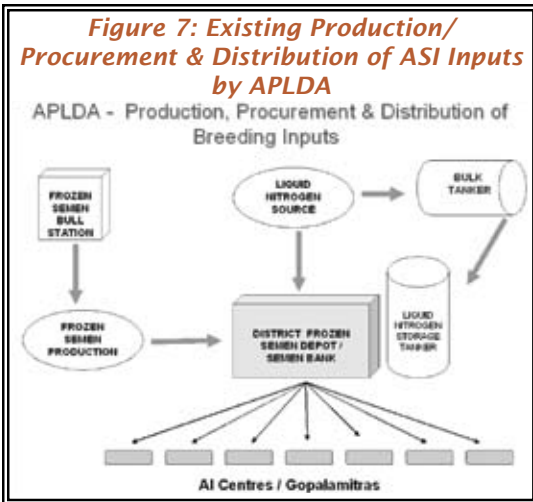 Figure 7: Existing Production/
Procurement & Distribution of ASI Inputs
by APLDA
APLDA - Production, Procurement & Distribution of
Breeding Inputs
FROZEN
SEMEN
BULL
STATION
LIQUID
NITROGEN
SOURCE
BULK
TANKER
FROZEN
SEMEN
PRODUCTION
DISTRICT FROZEN
SEMEN DEPOT /
SEMEN BANK
LIQUID
NITROGEN
STORAGE
TANKER
AI Centres / Gopalamitras